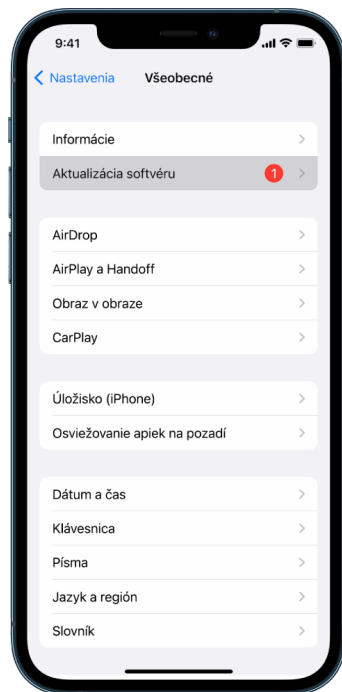 9:41
Nastavenia
Všeobecné
Informácie
Aktualizácia softvéru
1
AirDrop
AirPlay a Handoff
Obraz v obraze
CarPlay
Úložisko (iPhone)
Osviežovanie apiek na pozadí
Dátum a čas
Klávesnica
Písma
Jazyk a región
Slovník